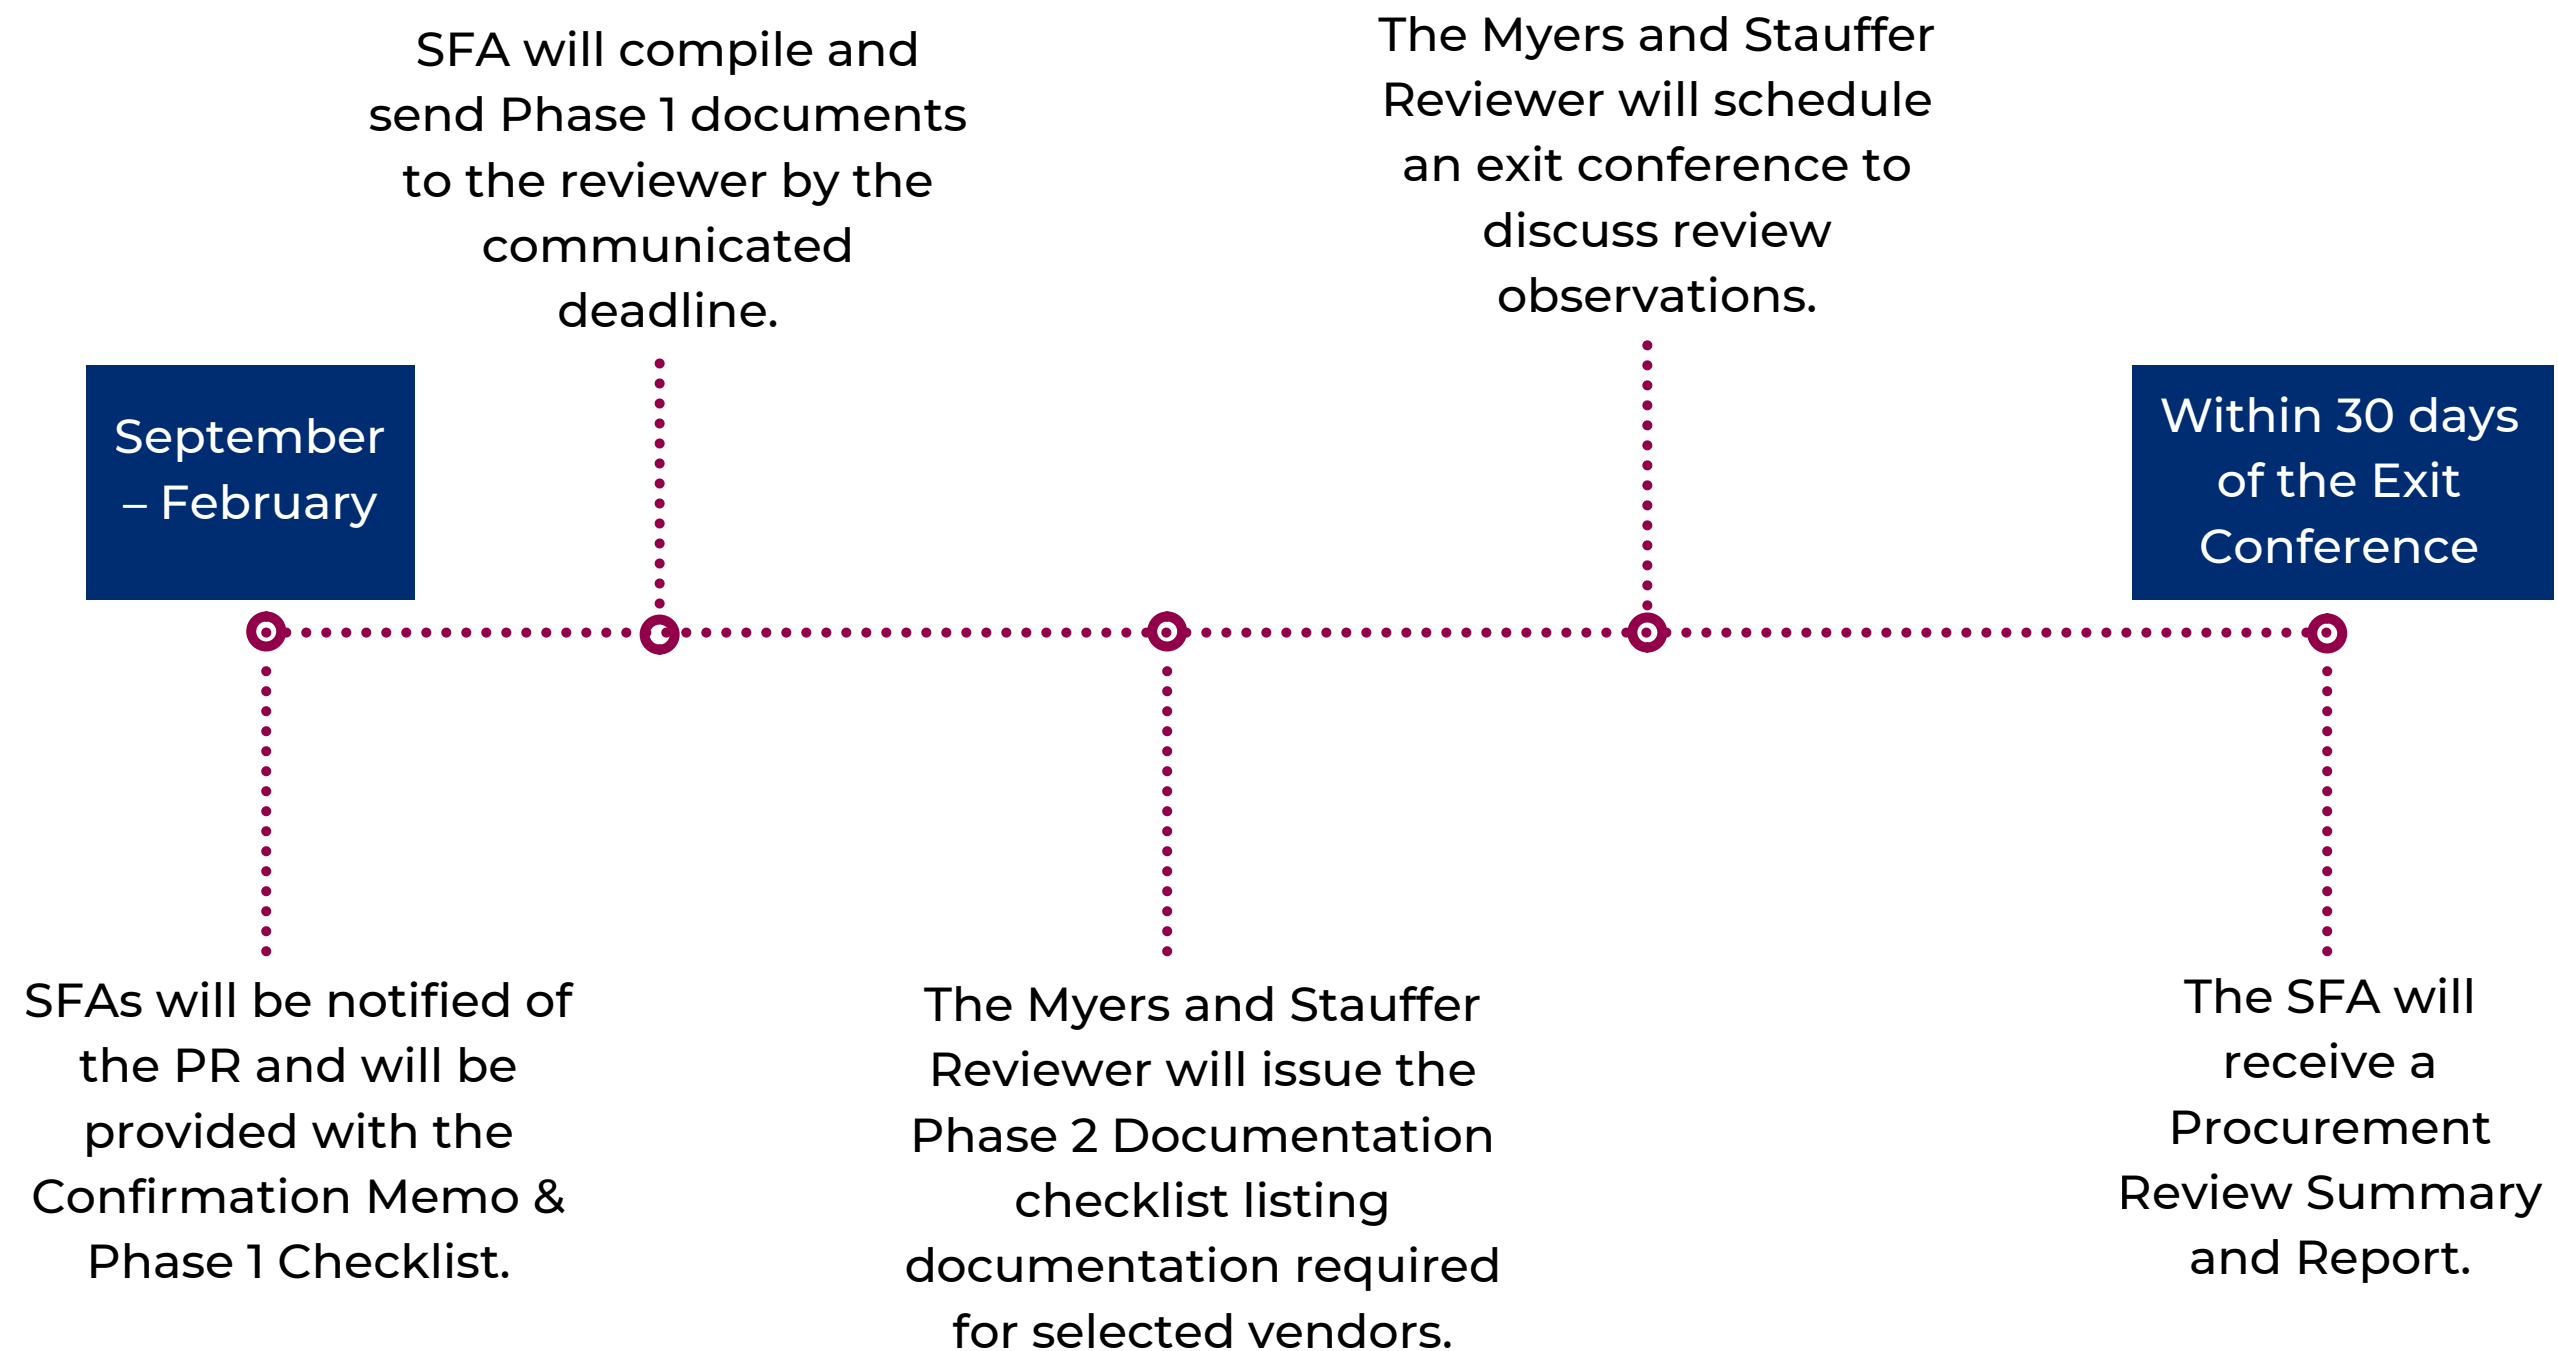 SFA will compile and
send Phase 1 documents
to the reviewer by the
communicated
deadline.
The Myers and Stauffer
Reviewer will schedule
an exit conference to
discuss review
observations.
September
– February
Within 30 days
of the Exit
Conference
SFAs will be notified of
the PR and will be
provided with the
Confirmation Memo &
Phase 1 Checklist.
The Myers and Stauffer
Reviewer will issue the
Phase 2 Documentation
checklist listing
documentation required
for selected vendors.
The SFA will
receive a
Procurement
Review Summary
and Report.